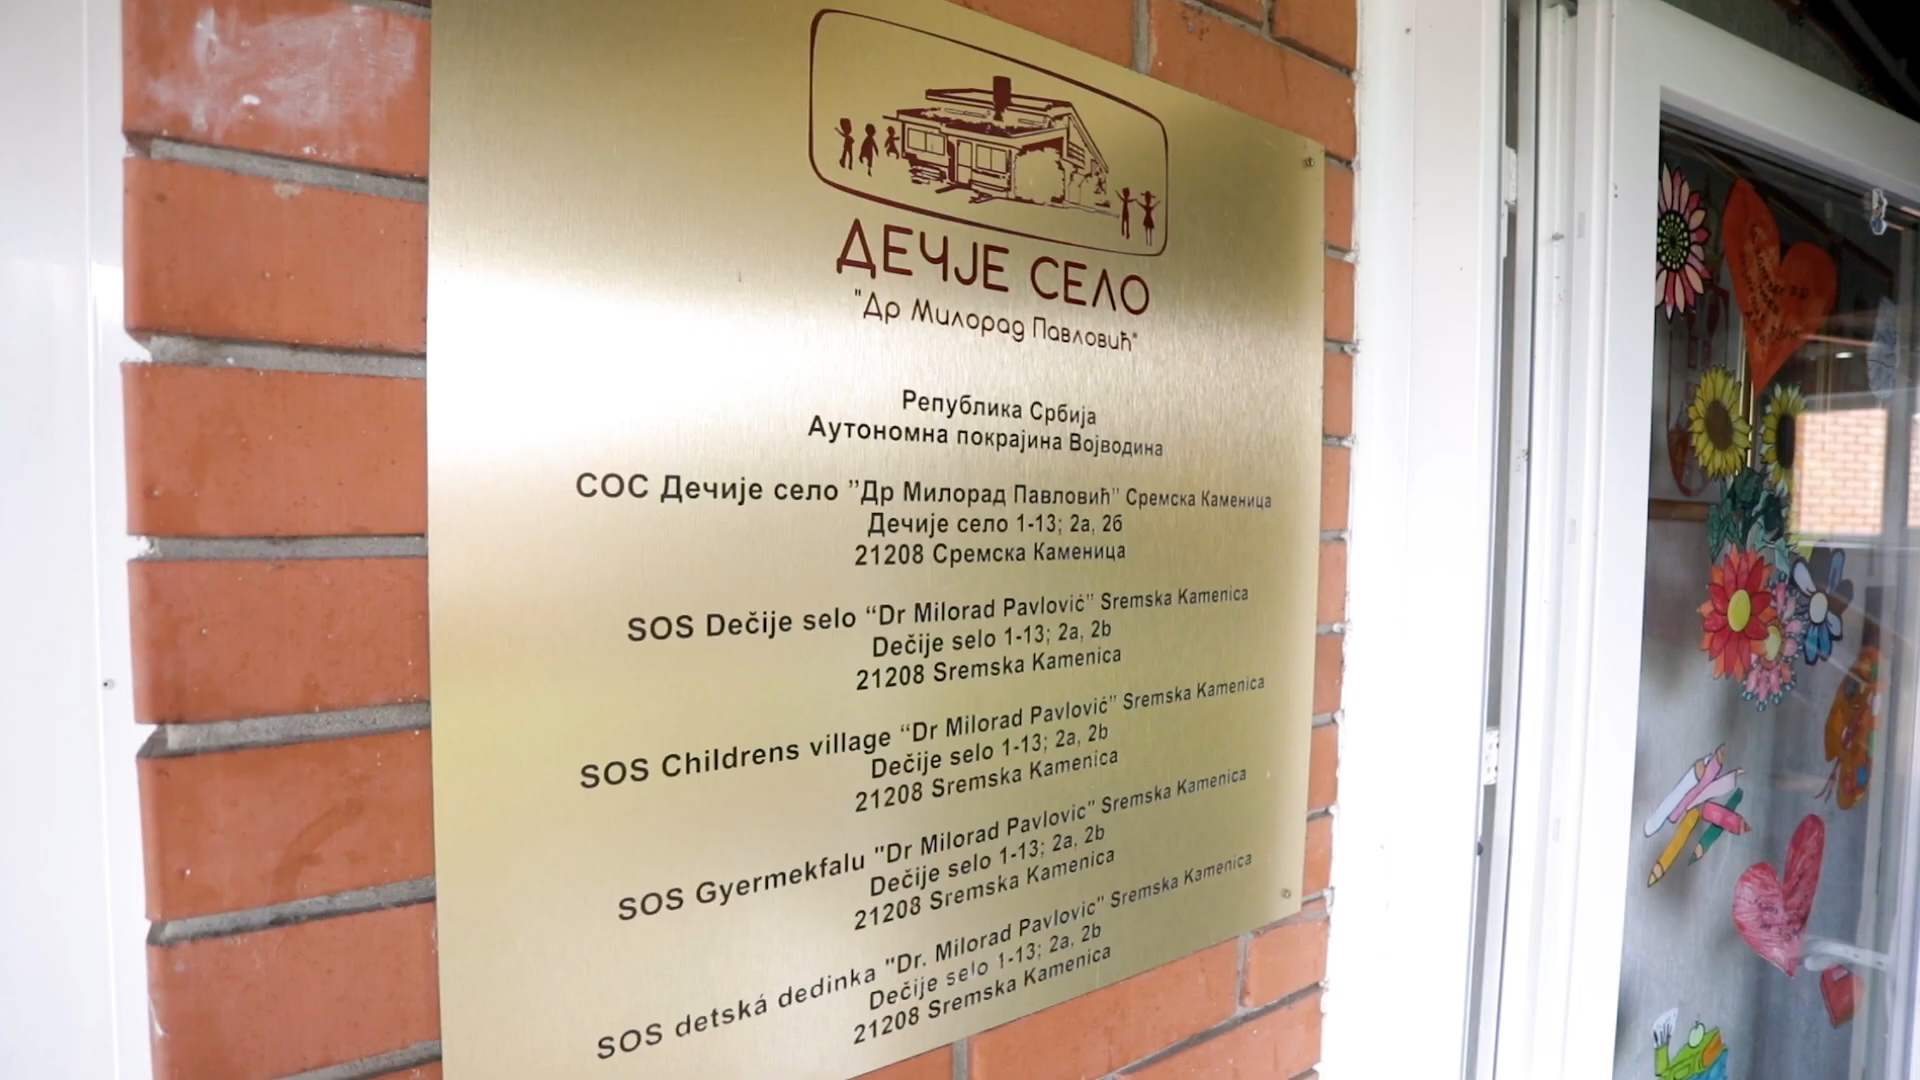 ДЕЧЈЕ СЕЛО
"Др Милорад Павловић"
Република Србија
Аутономна покрајина Војводина
СОС Дечије село ”Др Милорад Павловић” Сремска Каменица
Дечије село 1-13; 2а, 2б
21208 Сремска Каменица
SOS Dečije selo “Dr Milorad Pavlović” Sremska Kamenica
Dečije selo 1-13; 2a, 2b
21208 Sremska Kamenica
SOS Childrens village “Dr Milorad Pavlović” Sremska Kamenica
Dečije selo 1-13; 2a, 2b
21208 Sremska Kamenica
SOS Gyermekfalu "Dr Milorad Pavlovic" Sremska Kamenica
Dečije selo 1-13; 2a, 2b
21208 Sremska Kamenica
SOS detská dedinka "Dr. Milorad Pavlovic" Sremska Kamenica
Dečije selo 1-13; 2a, 2b
21208 Sremska Kamenica